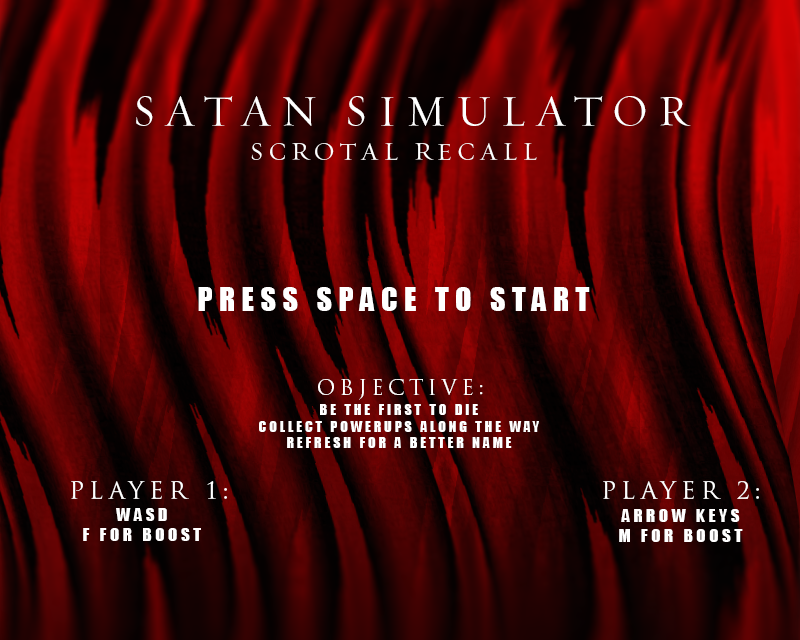 SATAN SIMULATOR
SCROTAL RECALL
PRESS SPACE TO START
OBJECTIVE:
BE THE FIRST TO DIE
COLLECT POWERUPS ALONG THE WAY
REFRESH FOR A BETTER NAME
PLAYER 1:
WASD
F FOR BOOST
PLAYER 2:
ARROW KEYS
M FOR BOOST